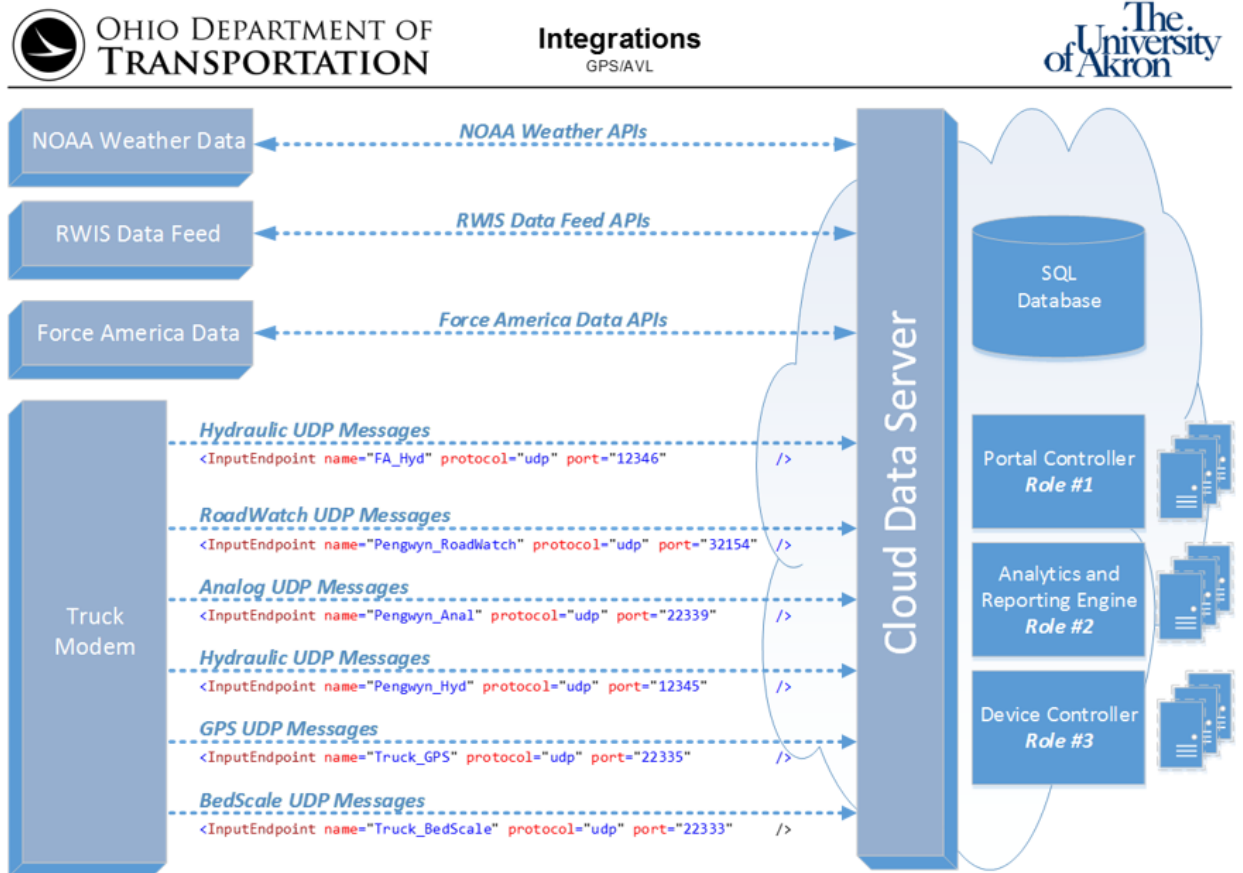 OHIO DEPARTMENT OF
TRANSPORTATION
Integrations
GPS/AVL
The
University
of Akron
NOAA Weather Data
NOAA Weather APIs
RWIS Data Feed
RWIS Data Feed APIs
Force America Data
Force America Data APIs
Truck
Modem
Hydraulic UDP Messages
<InputEndpoint name="FA_Hyd" protocol="udp" port="12346" />
RoadWatch UDP Messages
<InputEndpoint name="Pengwyn_RoadWatch" protocol="udp" port="32154" />
Analog UDP Messages
<InputEndpoint name="Pengwyn_Anal" protocol="udp" port="22339" />
Hydraulic UDP Messages
<InputEndpoint name="Pengwyn_Hyd" protocol="udp" port="12345" />
GPS UDP Messages
<InputEndpoint name="Truck_GPS" protocol="udp" port="22335" />
BedScale UDP Messages
<InputEndpoint name="Truck_BedScale" protocol="udp" port="22333" />
Cloud Data Server
SQL
Database
Portal Controller
Role #1
Analytics and
Reporting Engine
Role #2
Device Controller
Role #3